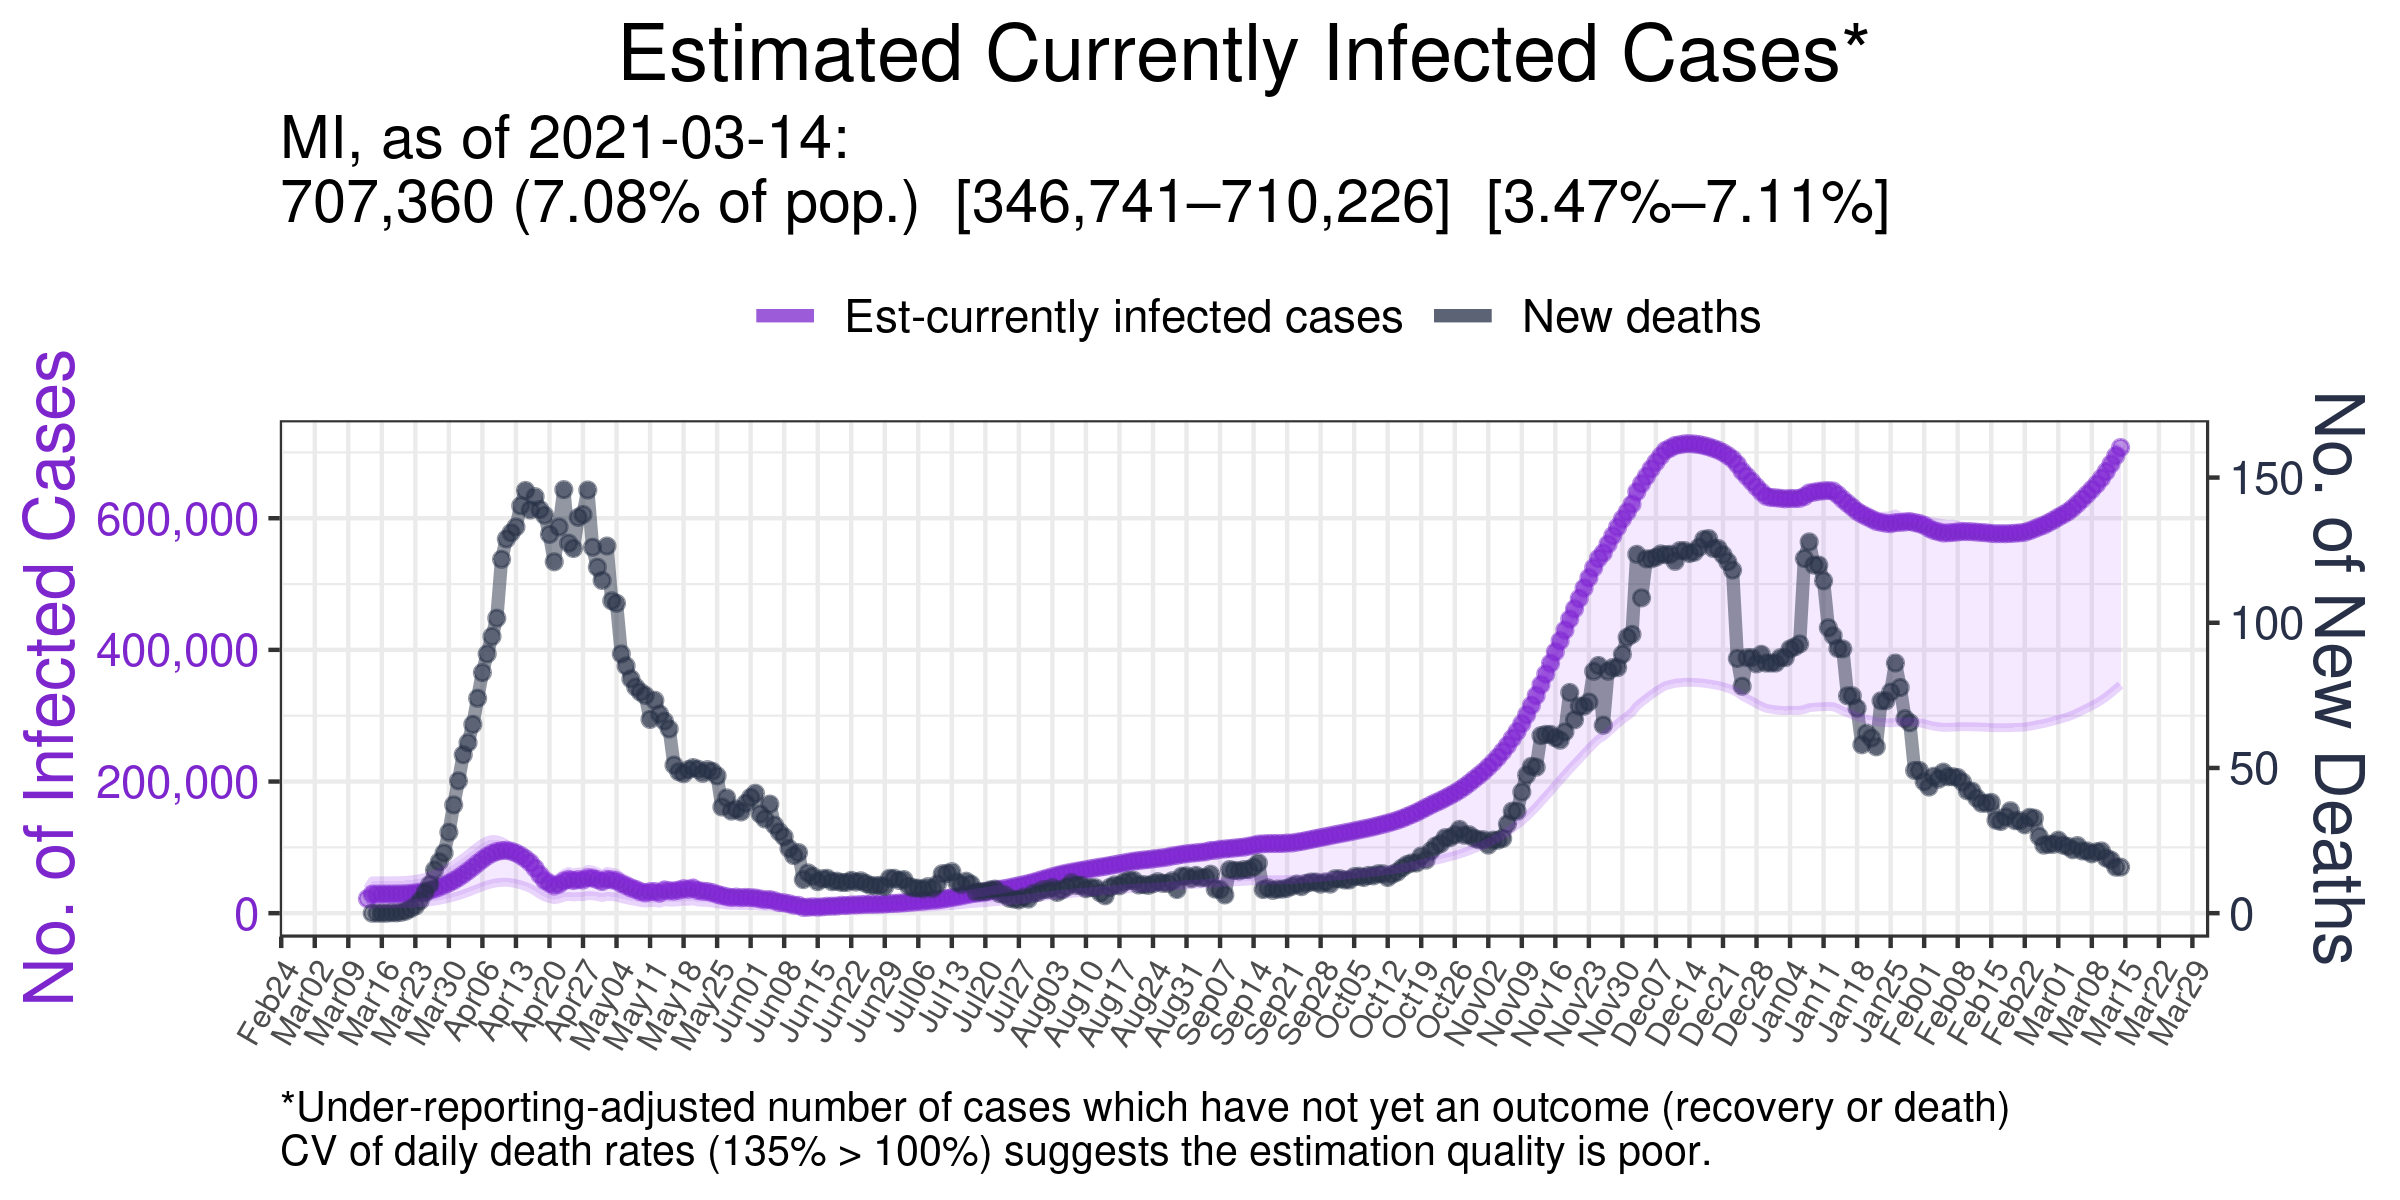 Estimated Currently Infected Cases*
MI, as of 2021-03-14:
707,360 (7.08% of pop.)  [346,741–710,226]  [3.47%–7.11%]
Est-currently infected cases
New deaths
No. of Infected Cases
600,000
400,000
200,000
0
No. of New Deaths
150
100
50
0
Feb24
Mar02
Mar09
Mar16
Mar23
Mar30
Apr06
Apr13
Apr20
Apr27
May04
May11
May18
May25
Jun01
Jun08
Jun15
Jun22
Jun29
Jul06
Jul13
Jul20
Jul27
Aug03
Aug10
Aug17
Aug24
Aug31
Sep07
Sep14
Sep21
Sep28
Oct05
Oct12
Oct19
Oct26
Nov02
Nov09
Nov16
Nov23
Nov30
Dec07
Dec14
Dec21
Dec28
Jan04
Jan11
Jan18
Jan25
Feb01
Feb08
Feb15
Feb22
Mar01
Mar08
Mar15
Mar22
Mar29
*Under-reporting-adjusted number of cases which have not yet an outcome (recovery or death)
CV of daily death rates (135% > 100%) suggests the estimation quality is poor.